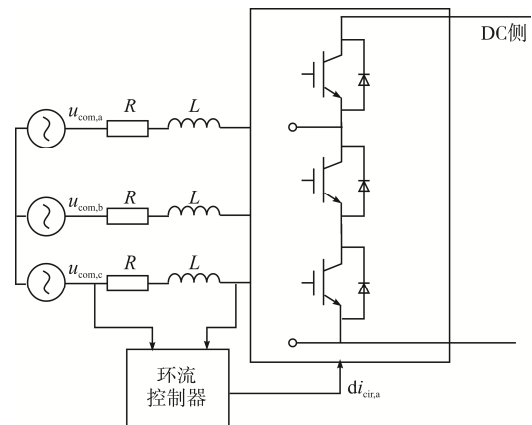 DC侧
u_com,a R L
u_com,b R L
u_com,c R L
环流
控制器
di_cir,a